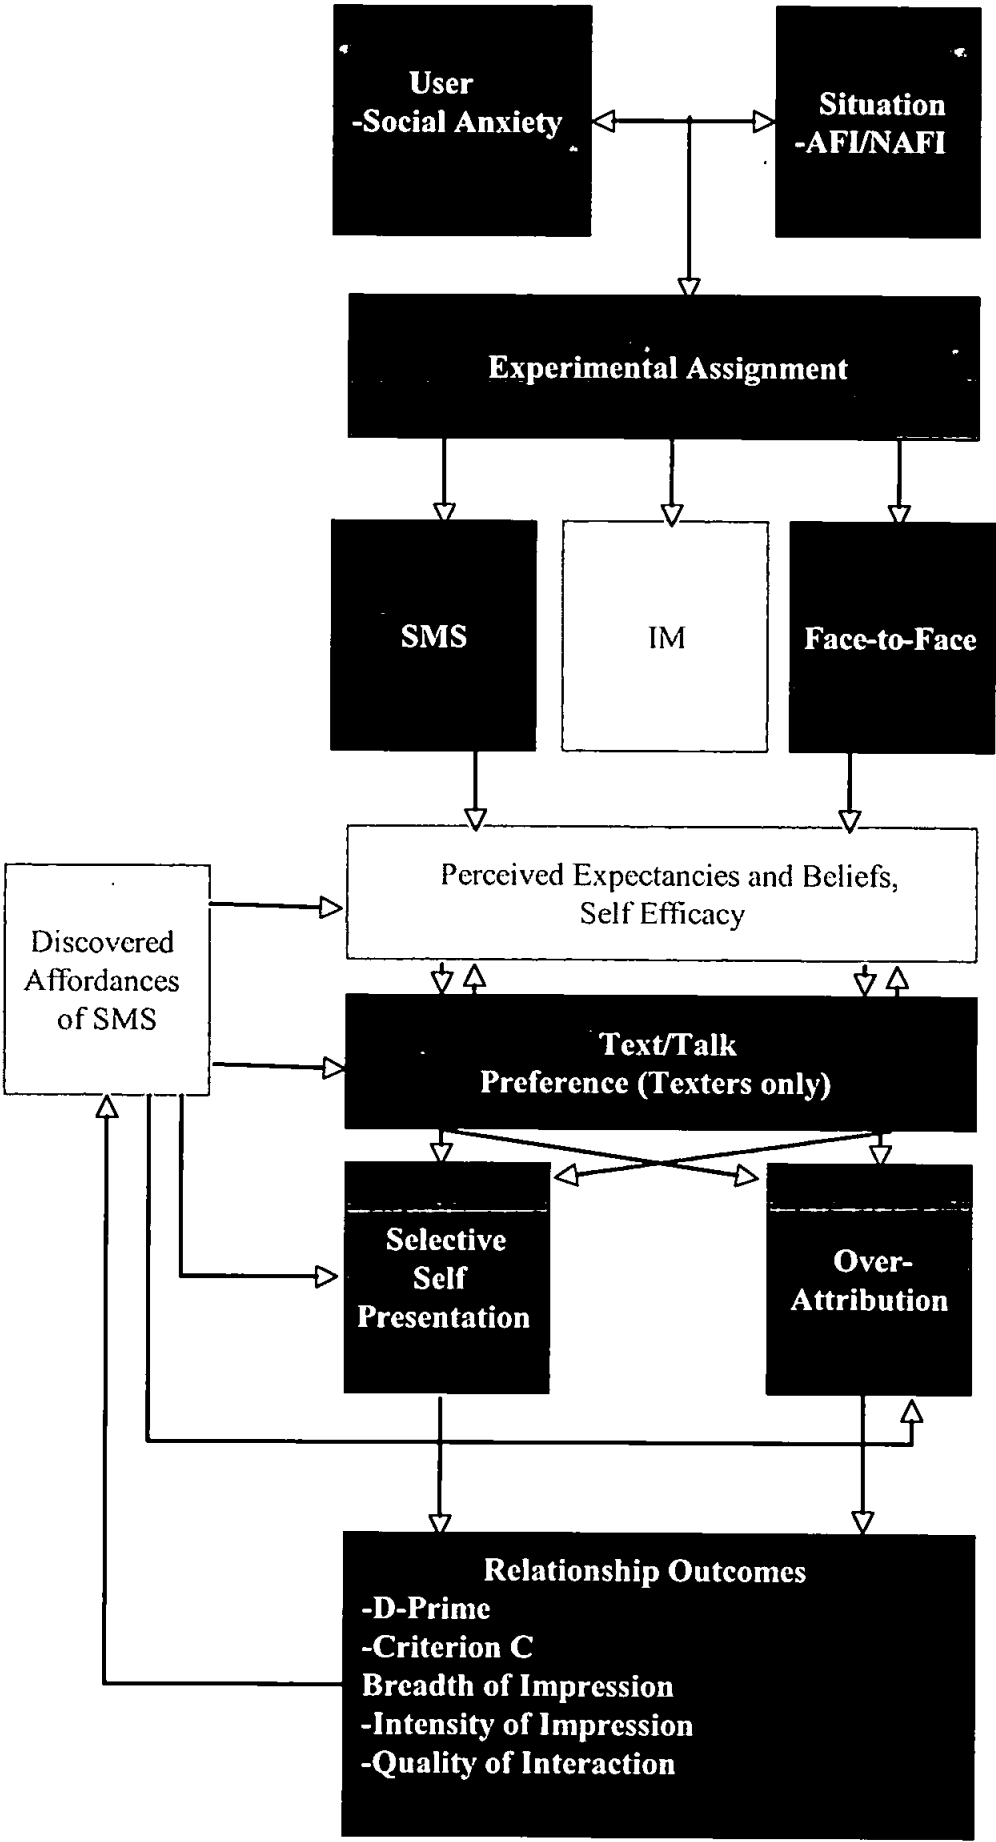 User
-Social Anxiety
Situation
-AFI/NAFI
Experimental Assignment
SMS
IM
Face-to-Face
Perceived Expectancies and Beliefs,
Self Efficacy
Discovered
Affordances
of SMS
Text/Talk
Preference (Texters only)
Selective
Self
Presentation
Over-
Attribution
Relationship Outcomes
-D-Prime
-Criterion C
Breadth of Impression
-Intensity of Impression
-Quality of Interaction